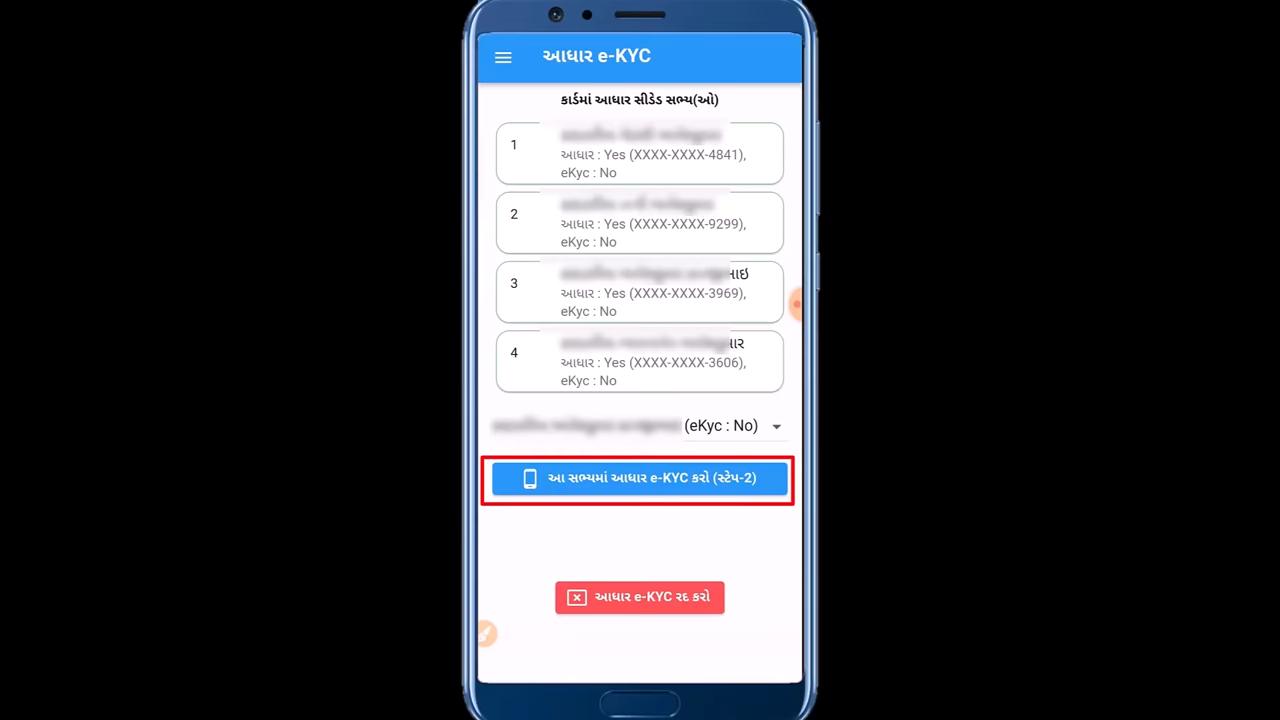 આધાર e-KYC
કાર્ડમાં આધાર સીડેડ સભ્ય(ઓ)
1
આધાર : Yes (XXXX-XXXX-4841),
eKyc : No
2
આધાર : Yes (XXXX-XXXX-9299),
eKyc : No
3
આધાર : Yes (XXXX-XXXX-3969),
eKyc : No
4
આધાર : Yes (XXXX-XXXX-3606),
eKyc : No
(eKyc : No)
આ સભ્યમાં આધાર e-KYC કરો (સ્ટેપ-2)
આધાર e-KYC રદ કરો